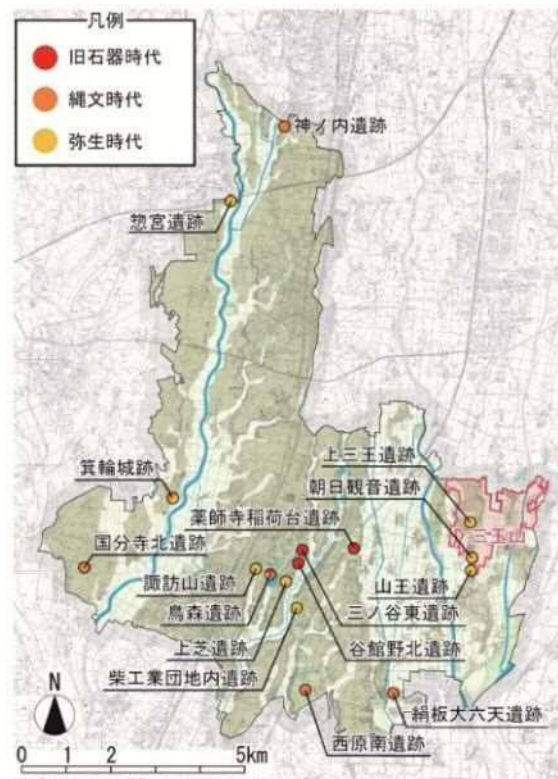 凡例
旧石器時代
縄文時代
弥生時代
神ノ内遺跡
惣宮遺跡
上三王遺跡
朝日観音遺跡
箕輪城跡
薬師寺稲荷台遺跡
三王山
国分寺北遺跡
諏訪山遺跡
山王遺跡
烏森遺跡
三ノ谷東遺跡
上芝遺跡
谷館野北遺跡
柴工業団地内遺跡
絹板大六天遺跡
西原南遺跡
N
0 1 2 5km